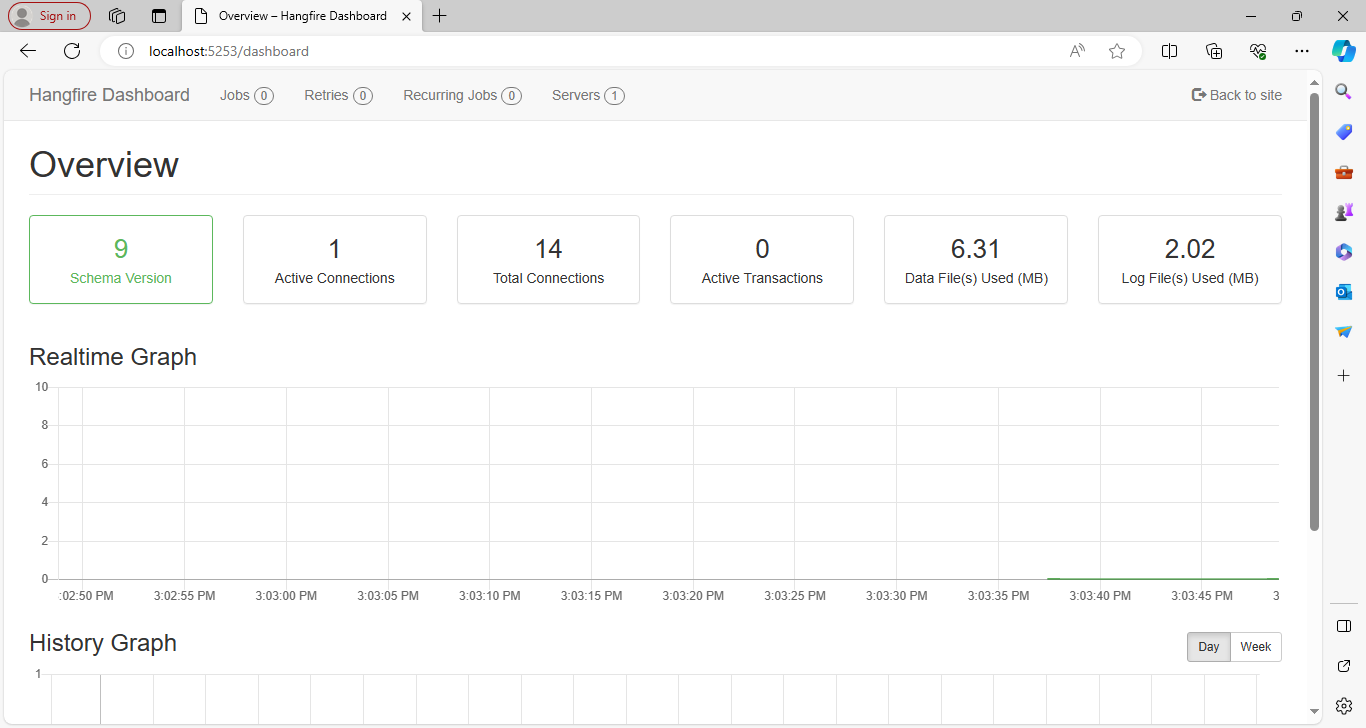 Sign in
Overview – Hangfire Dashboard
localhost:5253/dashboard
Hangfire Dashboard Jobs 0 Retries 0 Recurring Jobs 0 Servers 1 Back to site
Overview
9 1 14 0 6.31 2.02
Schema Version Active Connections Total Connections Active Transactions Data File(s) Used (MB) Log File(s) Used (MB)
Realtime Graph
10
8
6
4
2
0
:02:50 PM 3:02:55 PM 3:03:00 PM 3:03:05 PM 3:03:10 PM 3:03:15 PM 3:03:20 PM 3:03:25 PM 3:03:30 PM 3:03:35 PM 3:03:40 PM 3:03:45 PM 3
History Graph Day Week
1